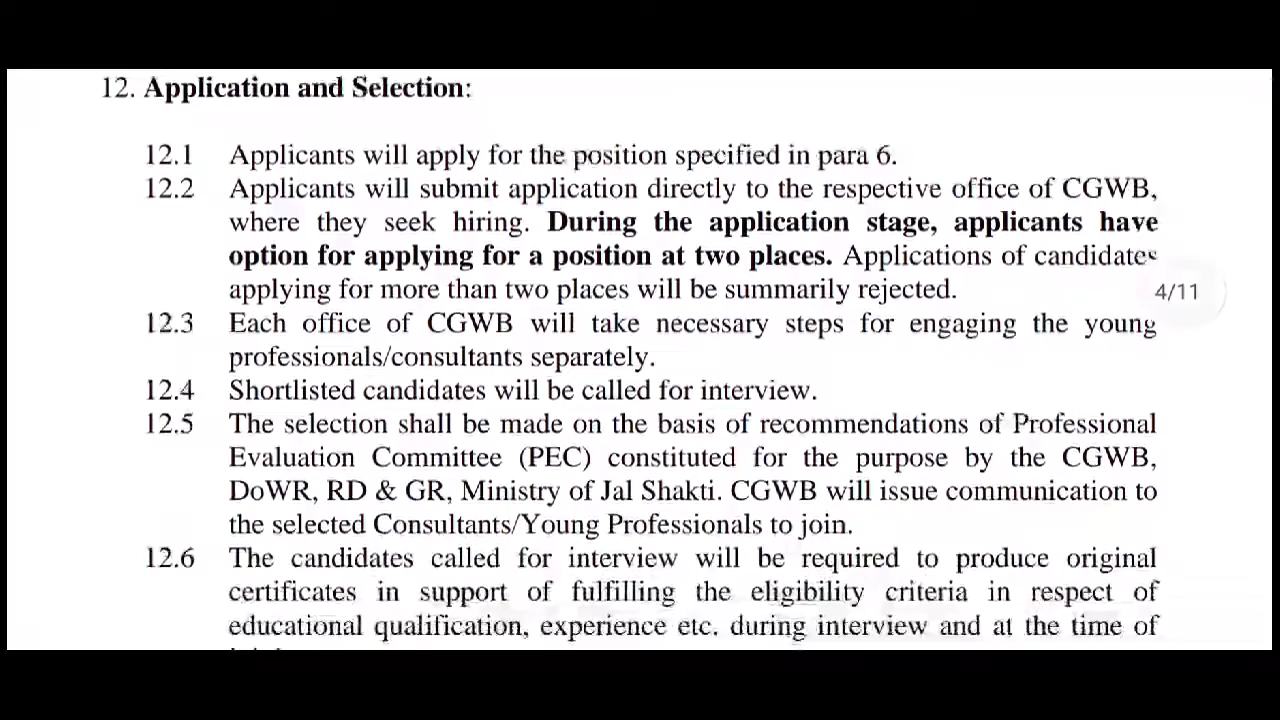 12. Application and Selection:
12.1 Applicants will apply for the position specified in para 6.
12.2 Applicants will submit application directly to the respective office of CGWB,
where they seek hiring. During the application stage, applicants have
option for applying for a position at two places. Applications of candidates
applying for more than two places will be summarily rejected.
4/11
12.3 Each office of CGWB will take necessary steps for engaging the young
professionals/consultants separately.
12.4 Shortlisted candidates will be called for interview.
12.5 The selection shall be made on the basis of recommendations of Professional
Evaluation Committee (PEC) constituted for the purpose by the CGWB,
DoWR, RD & GR, Ministry of Jal Shakti. CGWB will issue communication to
the selected Consultants/Young Professionals to join.
12.6 The candidates called for interview will be required to produce original
certificates in support of fulfilling the eligibility criteria in respect of
educational qualification, experience etc. during interview and at the time of